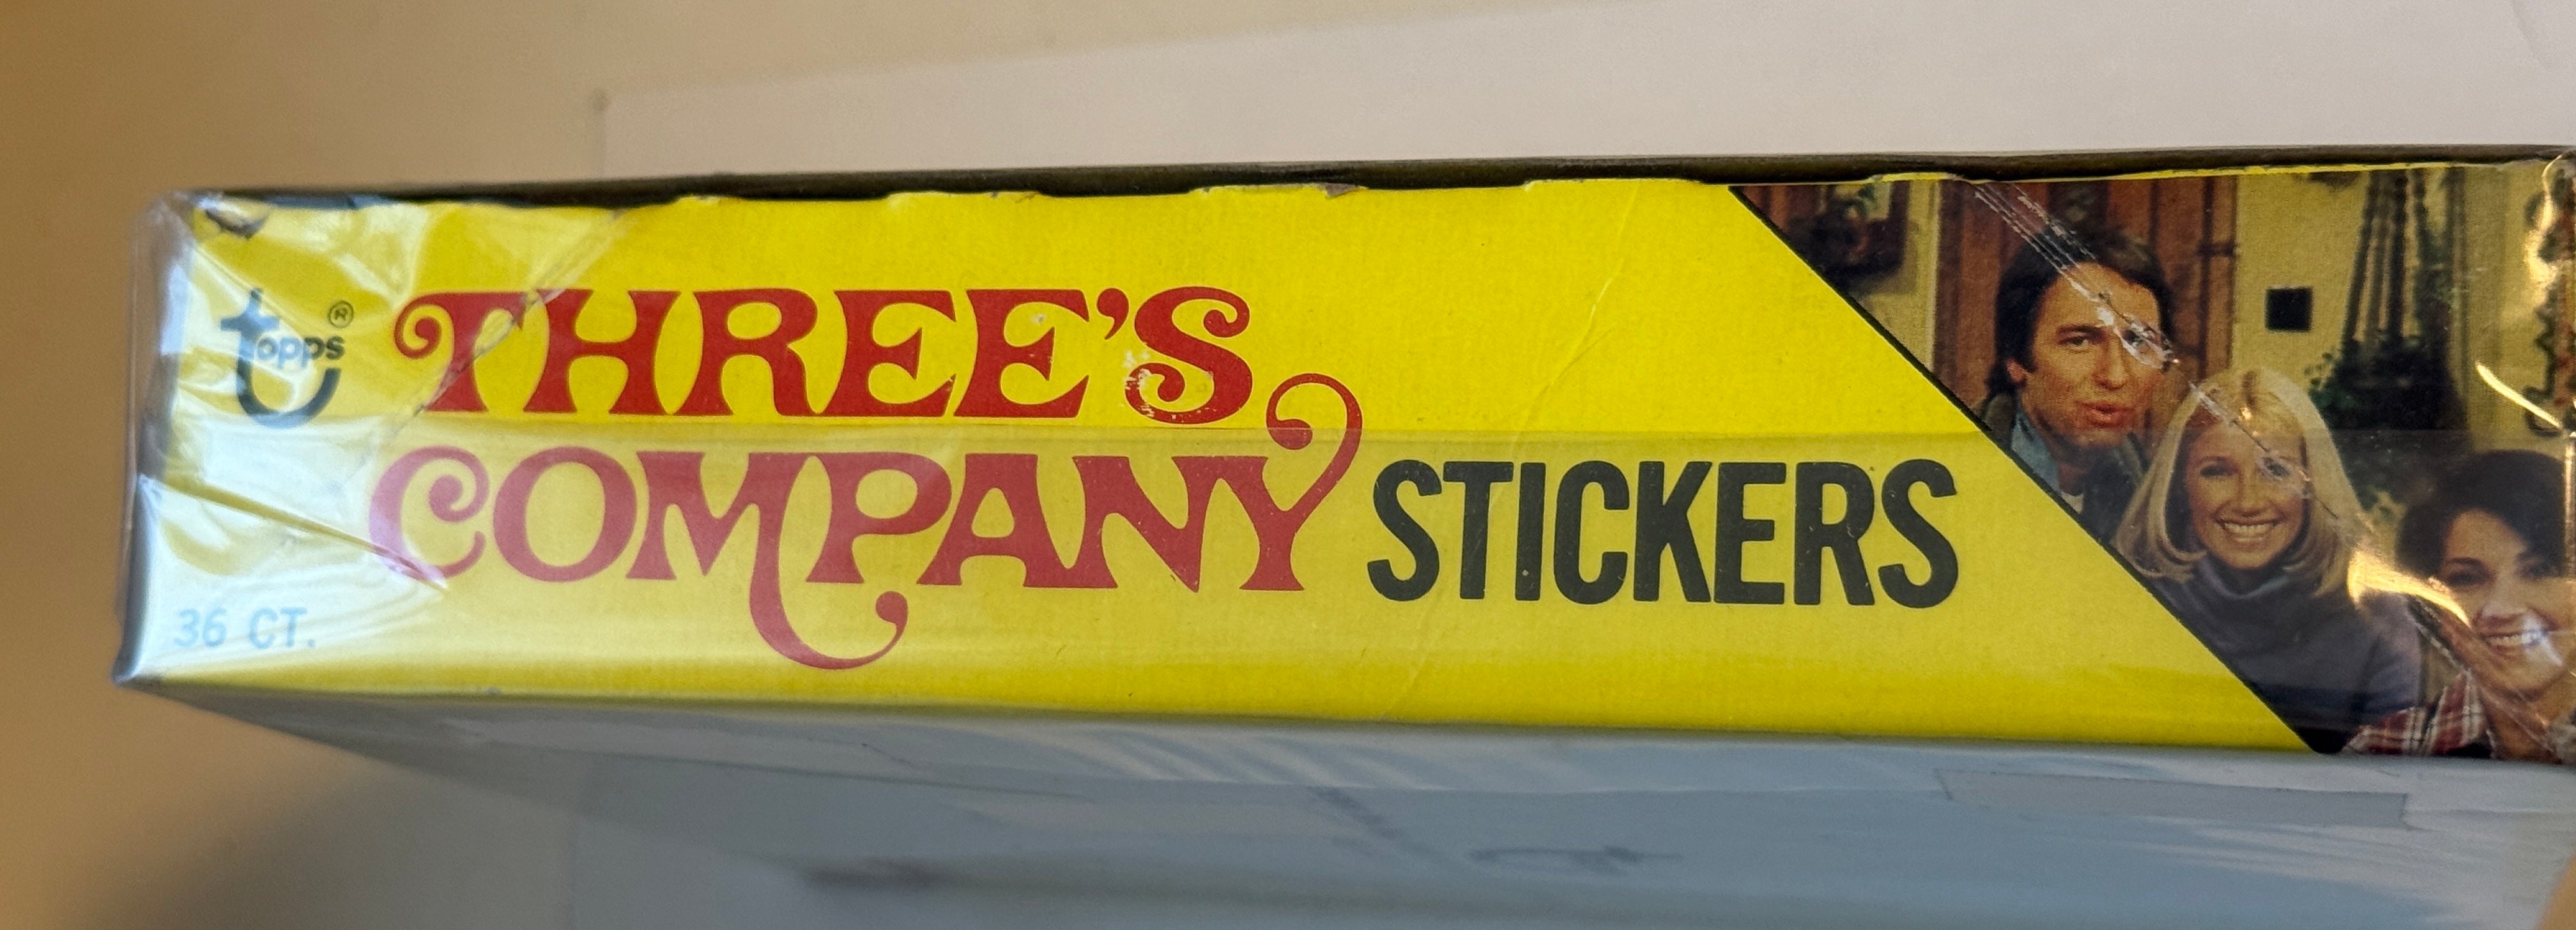 topps®
THREE'S
COMPANY STICKERS
36 CT.